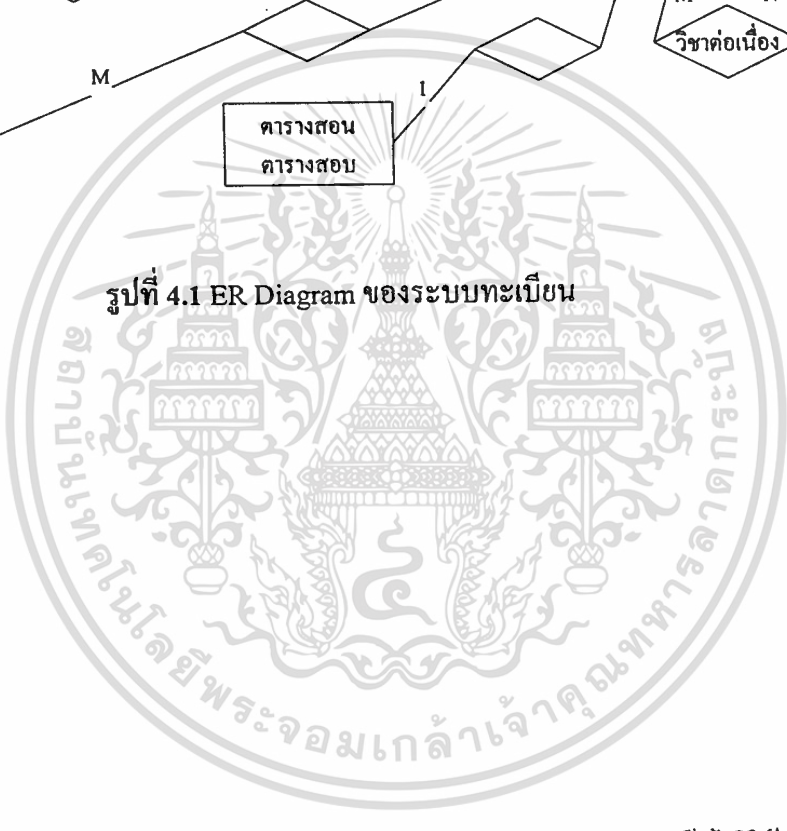 วิชาต่อเนื่อง
M
1
ตารางสอน
ตารางสอบ
รูปที่ 4.1 ER Diagram ของระบบทะเบียน
สถาบันเทคโนโลยีพระจอมเกล้าเจ้าคุณทหารลาดกระบัง